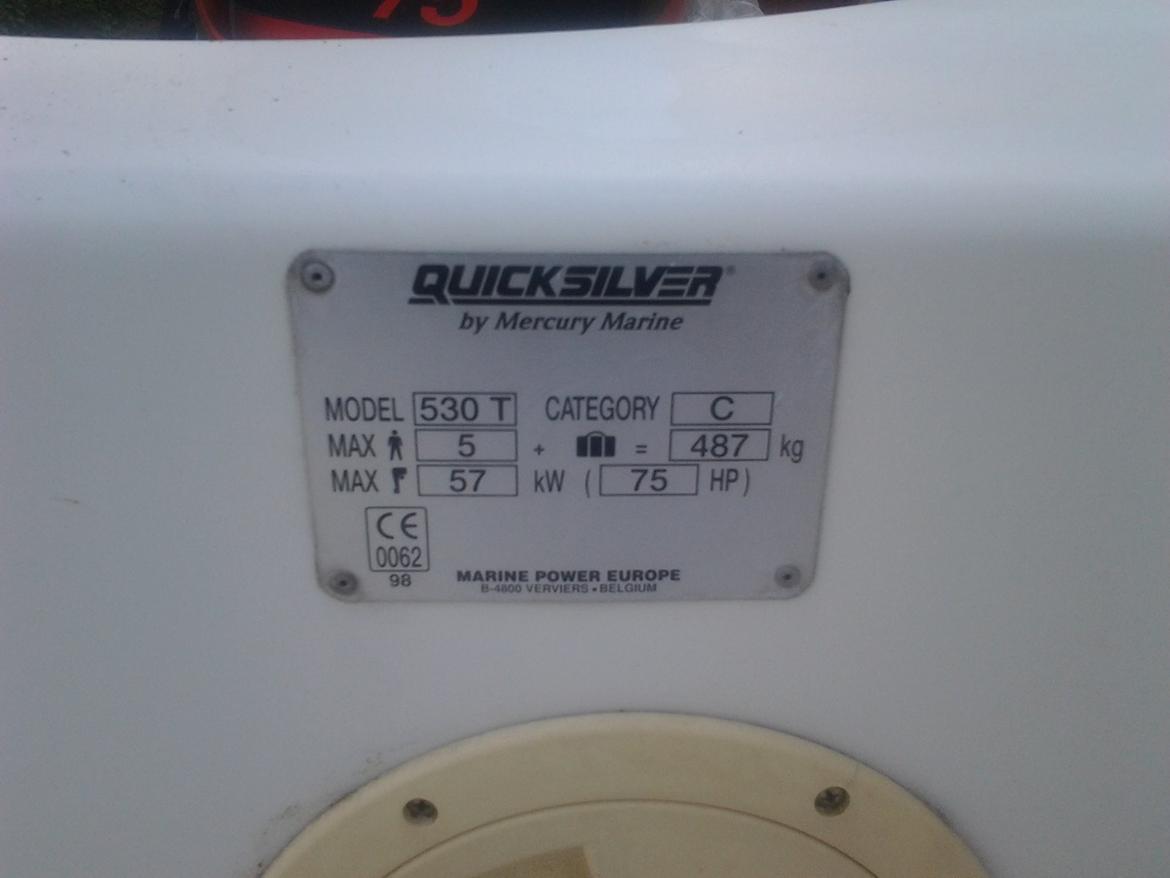 75
QUICKSILVER®
by Mercury Marine
MODEL 530 T CATEGORY C
MAX 5 + = 487 kg
MAX 57 kW ( 75 HP )
CE
0062
98
MARINE POWER EUROPE
B-4800 VERVIERS • BELGIUM